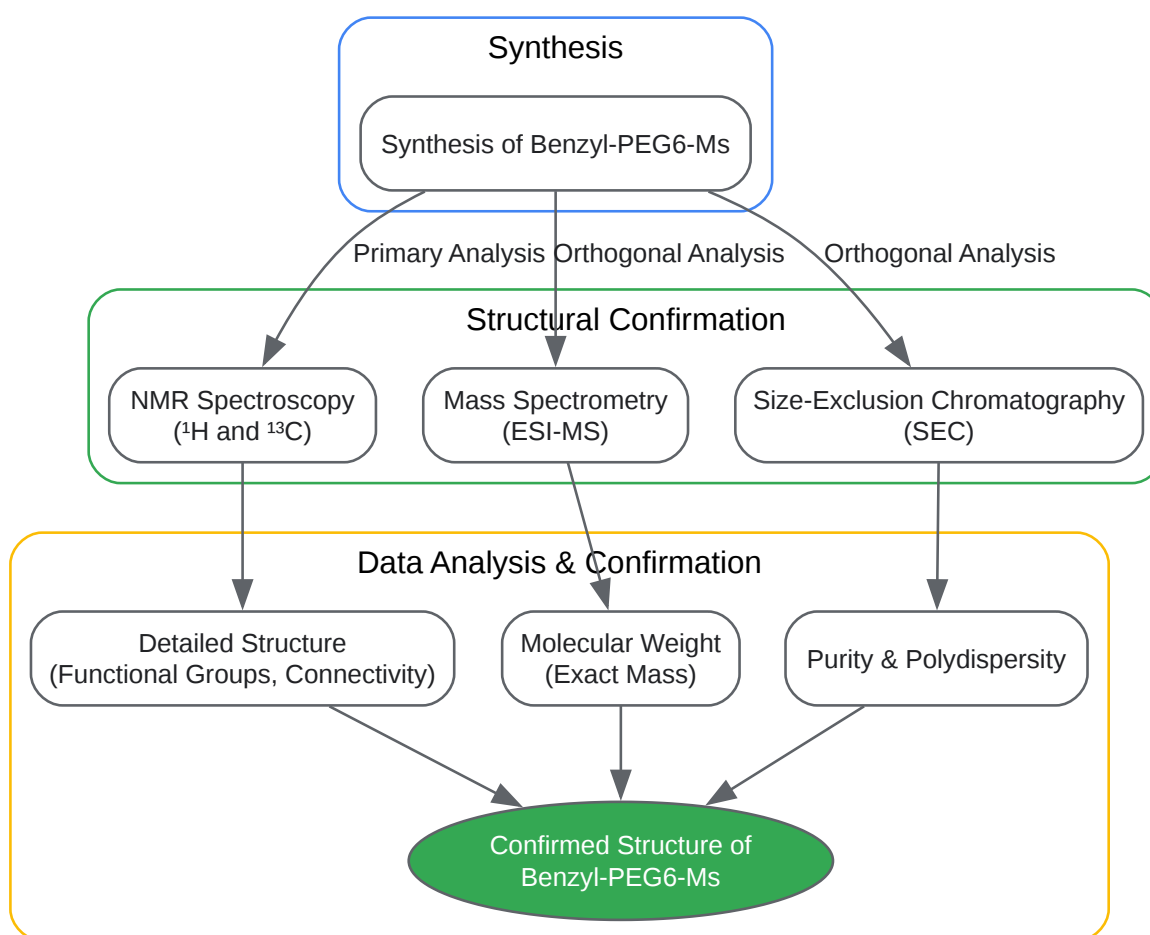 Synthesis
Synthesis of Benzyl-PEG6-Ms
Primary Analysis
Orthogonal Analysis
Orthogonal Analysis
Structural Confirmation
NMR Spectroscopy
(¹H and ¹³C)
Mass Spectrometry
(ESI-MS)
Size-Exclusion Chromatography
(SEC)
Data Analysis & Confirmation
Detailed Structure
(Functional Groups, Connectivity)
Molecular Weight
(Exact Mass)
Purity & Polydispersity
Confirmed Structure of
Benzyl-PEG6-Ms